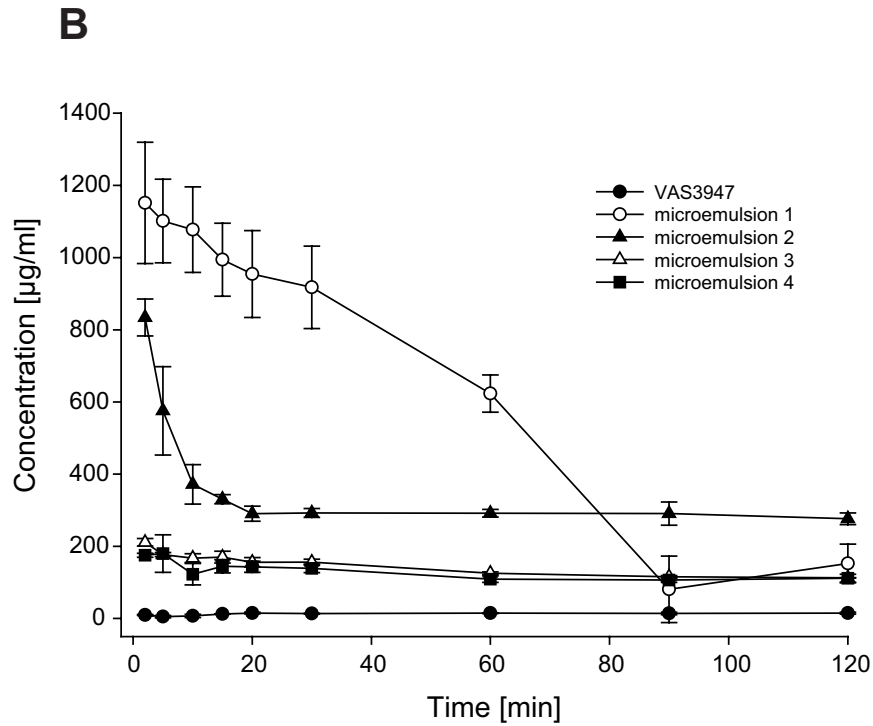 B
1400
1200
1000
800
600
400
200
0
Concentration [µg/ml]
VAS3947
microemulsion 1
microemulsion 2
microemulsion 3
microemulsion 4
0 20 40 60 80 100 120
Time [min]